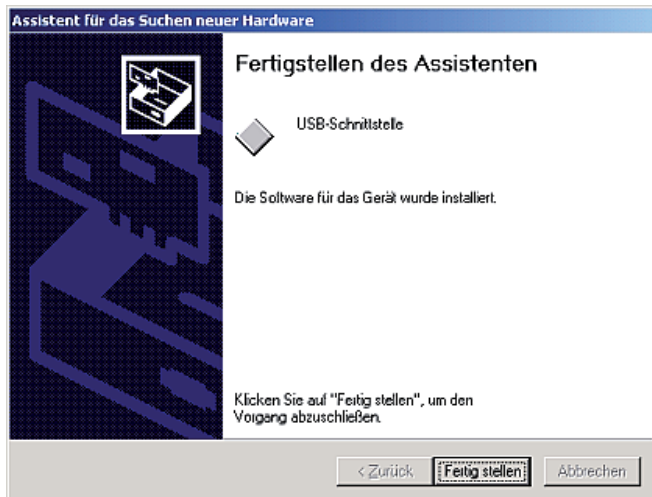 Assistent für das Suchen neuer Hardware
Fertigstellen des Assistenten
USB-Schnittstelle
Die Software für das Gerät wurde installiert.
Klicken Sie auf "Fertig stellen", um den
Vorgang abzuschließen.
< Zurück Fertig stellen Abbrechen